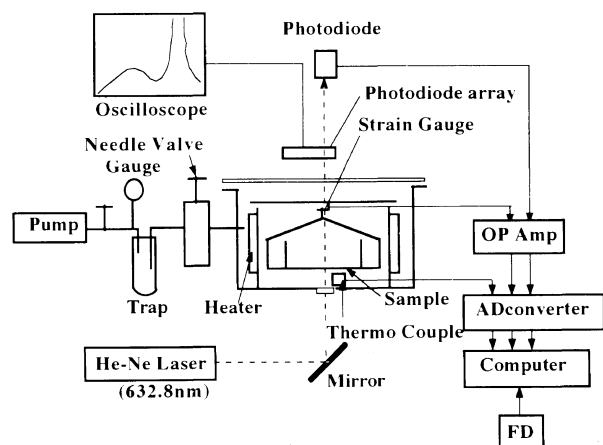 Photodiode
Oscilloscope
Photodiode array
Strain Gauge
Needle Valve
Gauge
Pump
OP Amp
Trap
Heater
Sample
ADconverter
Thermo Couple
He-Ne Laser
(632.8nm)
Mirror
Computer
FD